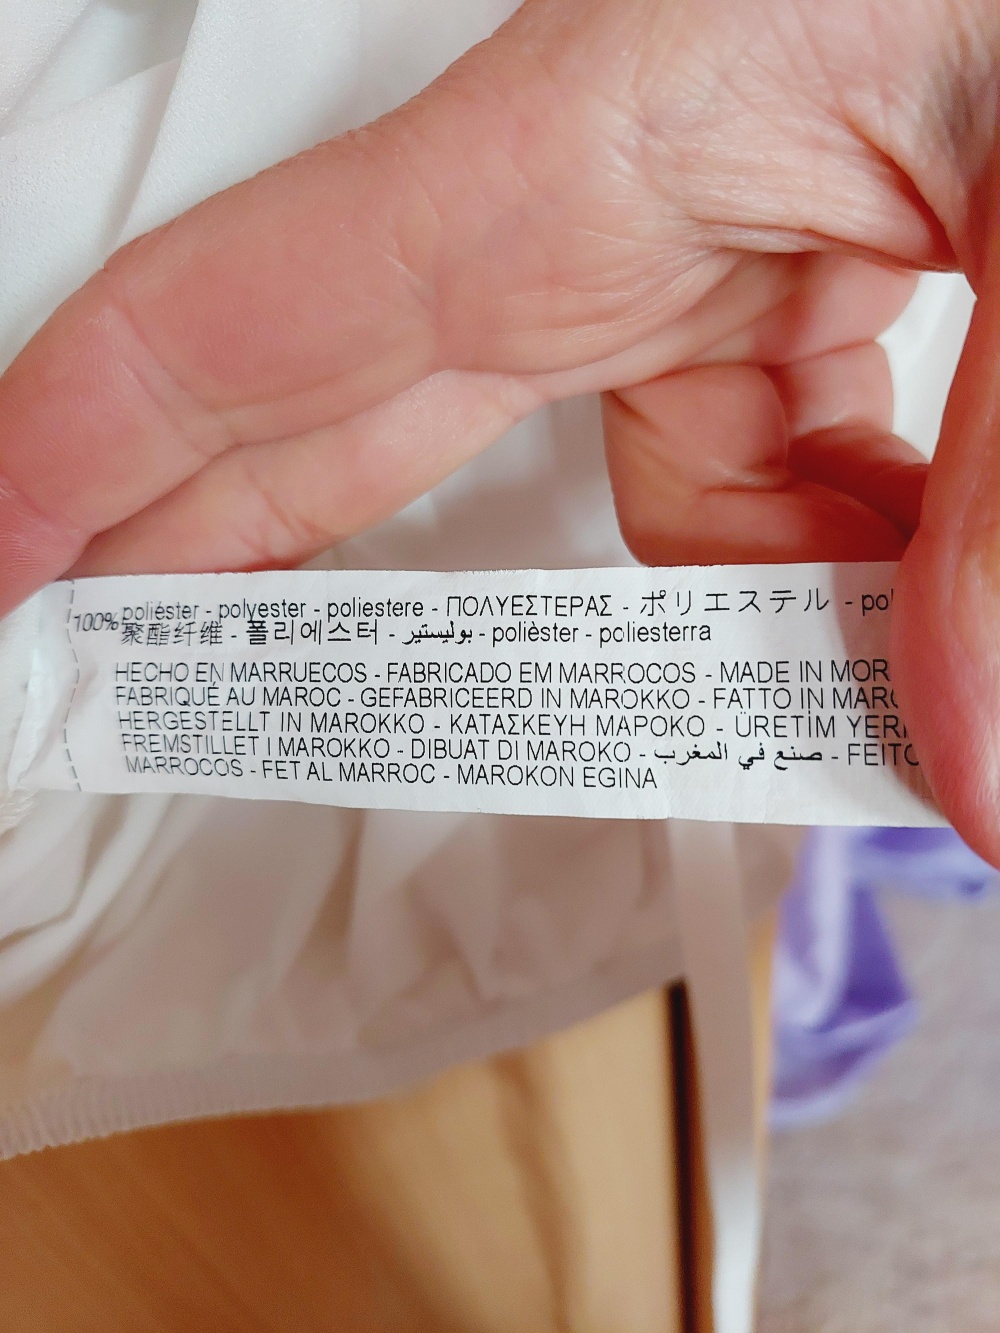 100% poliéster - polyester - poliestere - ΠΟΛΥΕΣΤΕΡΑΣ - ポリエステル -
聚酯纤维 - 폴리에스터 - بوليستير - polièster - poliesterra
HECHO EN MARRUECOS - FABRICADO EM MARROCOS - MADE IN
FABRIQUÉ AU MAROC - GEFABRICEERD IN MAROKKO - FATTO IN
HERGESTELLT IN MAROKKO - ΚΑΤΑΣΚΕΥΗ ΜΑΡΟΚΟ - ÜRETİM
FREMSTILLET I MAROKKO - DIBUAT DI MAROKO - صنع في المغرب -
MARROCOS - FET AL MARROC - MAROKON EGINA